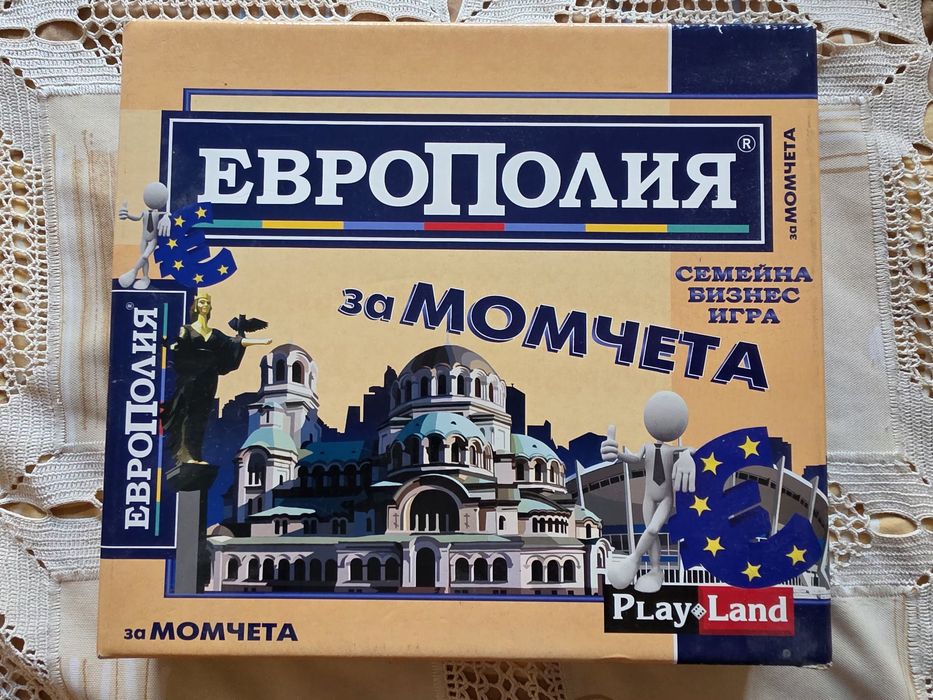 ЕВРОПОЛИЯ®
за МОМЧЕТА
СЕМЕЙНА
БИЗНЕС
ИГРА
за МОМЧЕТА
ЕВРОПОЛИЯ®
PLAY LAND
за МОМЧЕТА